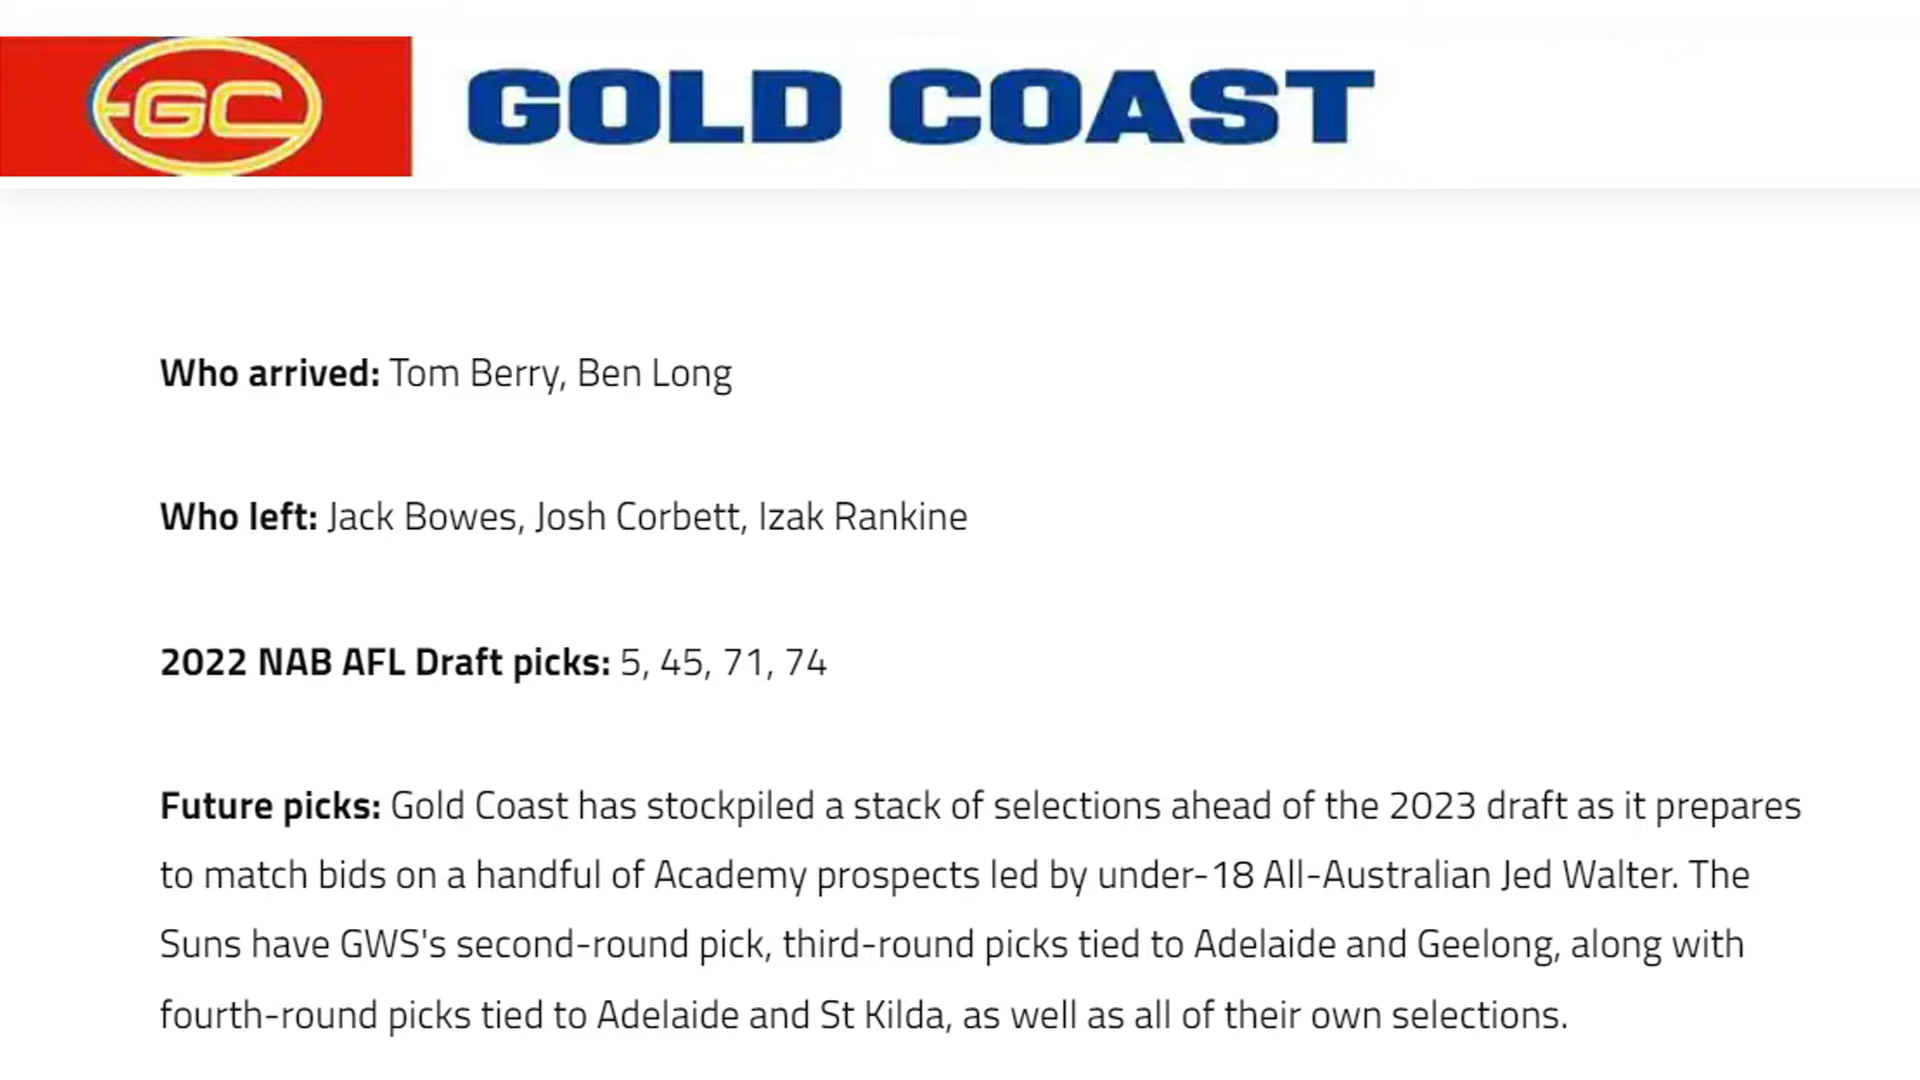 GC GOLD COAST
Who arrived: Tom Berry, Ben Long
Who left: Jack Bowes, Josh Corbett, Izak Rankine
2022 NAB AFL Draft picks: 5, 45, 71, 74
Future picks: Gold Coast has stockpiled a stack of selections ahead of the 2023 draft as it prepares
to match bids on a handful of Academy prospects led by under-18 All-Australian Jed Walter. The
Suns have GWS's second-round pick, third-round picks tied to Adelaide and Geelong, along with
fourth-round picks tied to Adelaide and St Kilda, as well as all of their own selections.